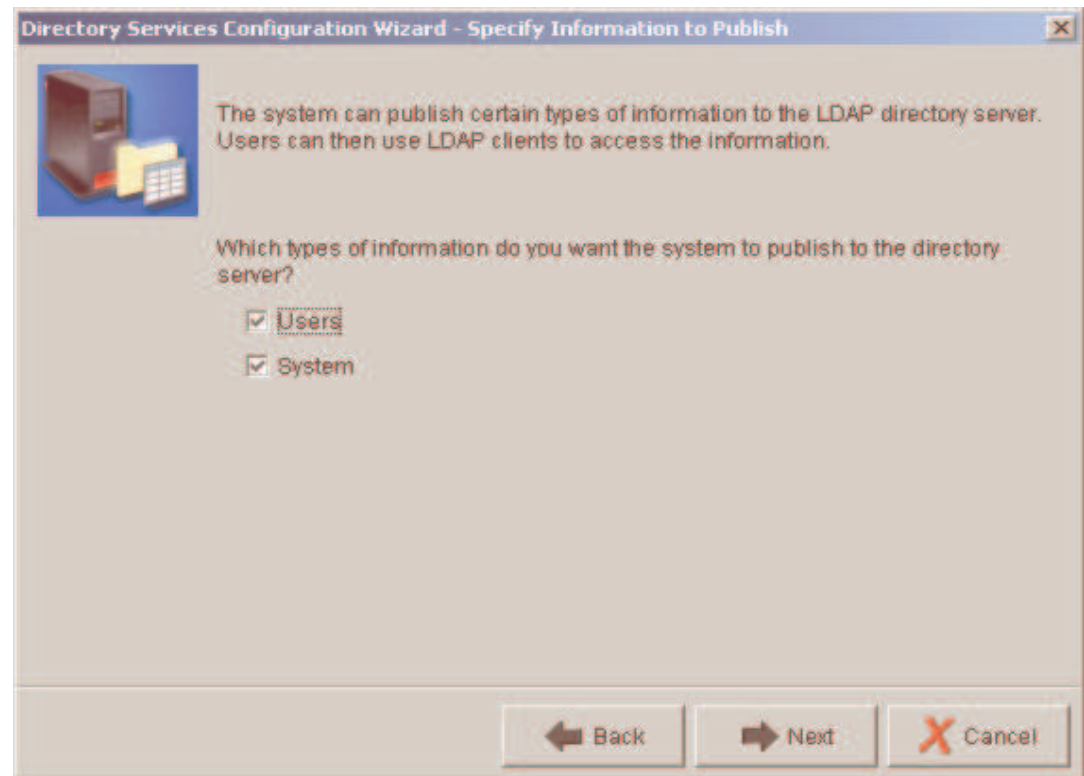 Directory Services Configuration Wizard - Specify Information to Publish
The system can publish certain types of information to the LDAP directory server.
Users can then use LDAP clients to access the information.
Which types of information do you want the system to publish to the directory
server?
Users
System
Back
Next
Cancel